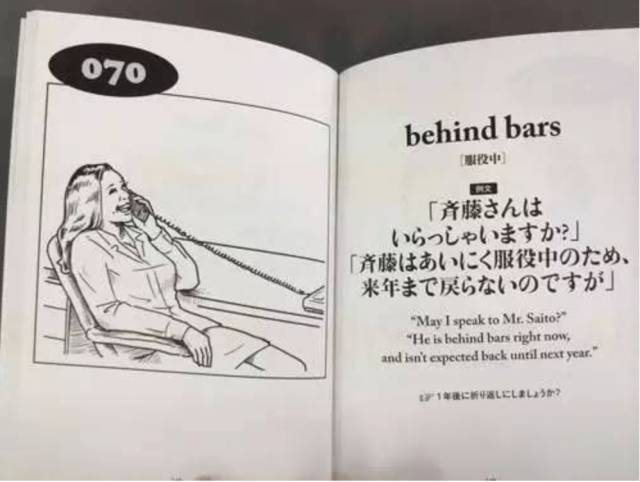 070
behind bars
[服役中]
例文
「斉藤さんは
いらっしゃいますか?」
「斉藤はあいにく服役中のため、
来年まで戻らないのですが」
“May I speak to Mr. Saito?”
“He is behind bars right now,
and isn't expected back until next year.”
☞ 1年後に折り返しにしましょうか?